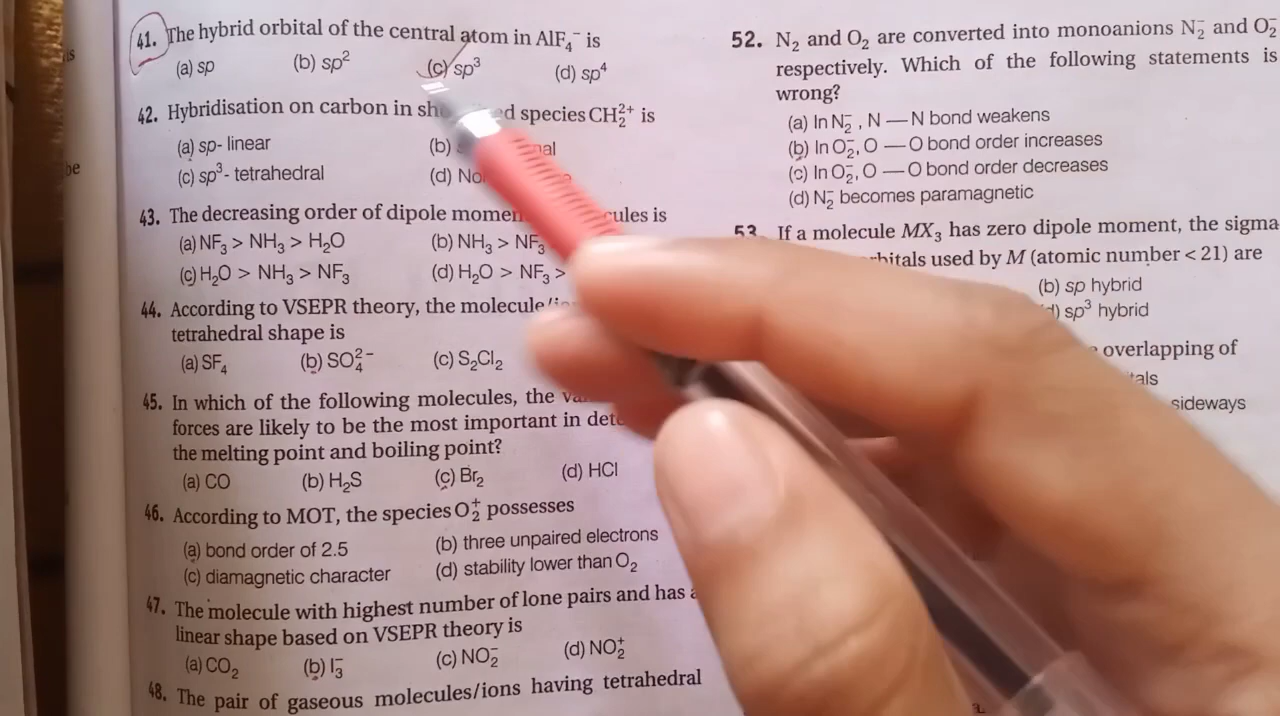 41. The hybrid orbital of the central atom in AlF₄⁻ is
(a) sp (b) sp² (c) sp³ (d) sp⁴
42. Hybridisation on carbon in species CH₂²⁺ is
(a) sp- linear (b)
(c) sp³- tetrahedral (d)
43. The decreasing order of dipole is
(a) NF₃ > NH₃ > H₂O (b) NH₃ > NF₃
(c) H₂O > NH₃ > NF₃ (d) H₂O > NF₃ >
44. According to VSEPR theory, the molecule/
tetrahedral shape is
(a) SF₄ (b) SO₄²⁻ (c) S₂Cl₂
45. In which of the following molecules, the
forces are likely to be the most important in
the melting point and boiling point?
(a) CO (b) H₂S (c) Br₂ (d) HCl
46. According to MOT, the species O₂⁺ possesses
(a) bond order of 2.5 (b) three unpaired electrons
(c) diamagnetic character (d) stability lower than O₂
47. The molecule with highest number of lone pairs and has a
linear shape based on VSEPR theory is
(a) CO₂ (b) I₃⁻ (c) NO₂⁻ (d) NO₂⁺
48. The pair of gaseous molecules/ions having tetrahedral
52. N₂ and O₂ are converted into monoanions N₂⁻ and O₂⁻
respectively. Which of the following statements is
wrong?
(a) In N₂⁻, N — N bond weakens
(b) In O₂⁻, O — O bond order increases
(c) In O₂⁻, O — O bond order decreases
(d) N₂⁻ becomes paramagnetic
53. If a molecule MX₃ has zero dipole moment, the sigma
used by M (atomic number < 21) are
(b) sp hybrid
sp³ hybrid
overlapping of
sideways